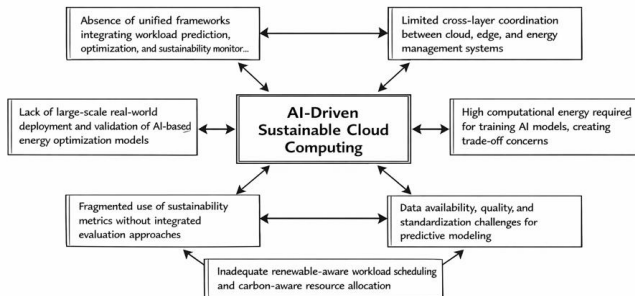 Absence of unified frameworks
integrating workload prediction,
optimization, and sustainability monitor...
Limited cross-layer coordination
between cloud, edge, and energy
management systems
Lack of large-scale real-world
deployment and validation of AI-based
energy optimization models
AI-Driven
Sustainable Cloud
Computing
High computational energy required
for training AI models, creating
trade-off concerns
Fragmented use of sustainability
metrics without integrated
evaluation approaches
Data availability, quality, and
standardization challenges for
predictive modeling
Inadequate renewable-aware workload scheduling
and carbon-aware resource allocation